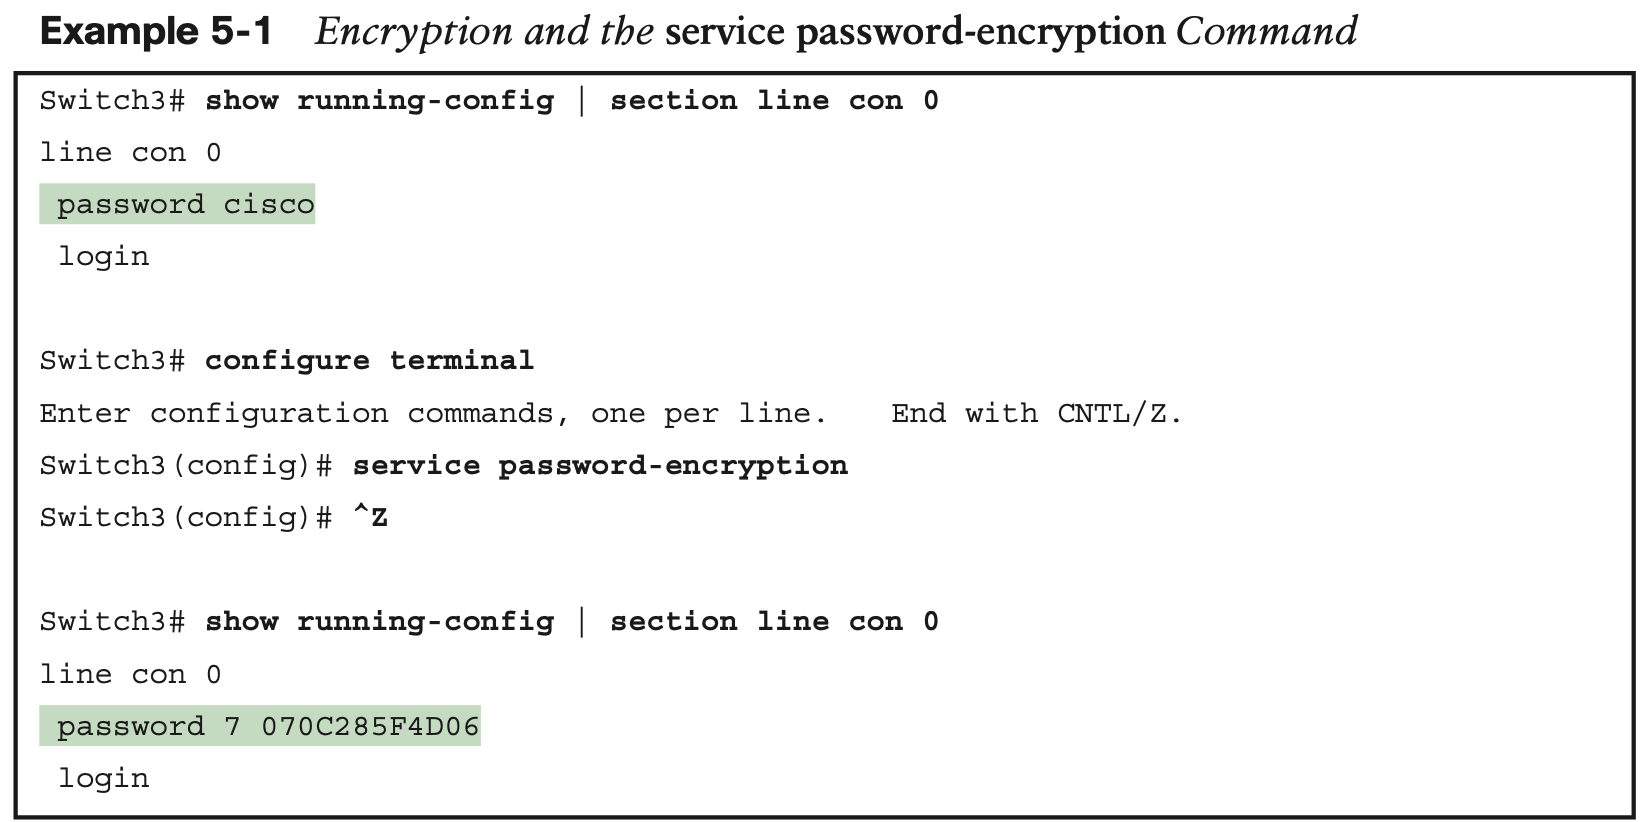 Example 5-1 Encryption and the service password-encryption Command
Switch3# show running-config | section line con 0
line con 0
 password cisco
 login
Switch3# configure terminal
Enter configuration commands, one per line.  End with CNTL/Z.
Switch3(config)# service password-encryption
Switch3(config)# ^Z
Switch3# show running-config | section line con 0
line con 0
 password 7 070C285F4D06
 login